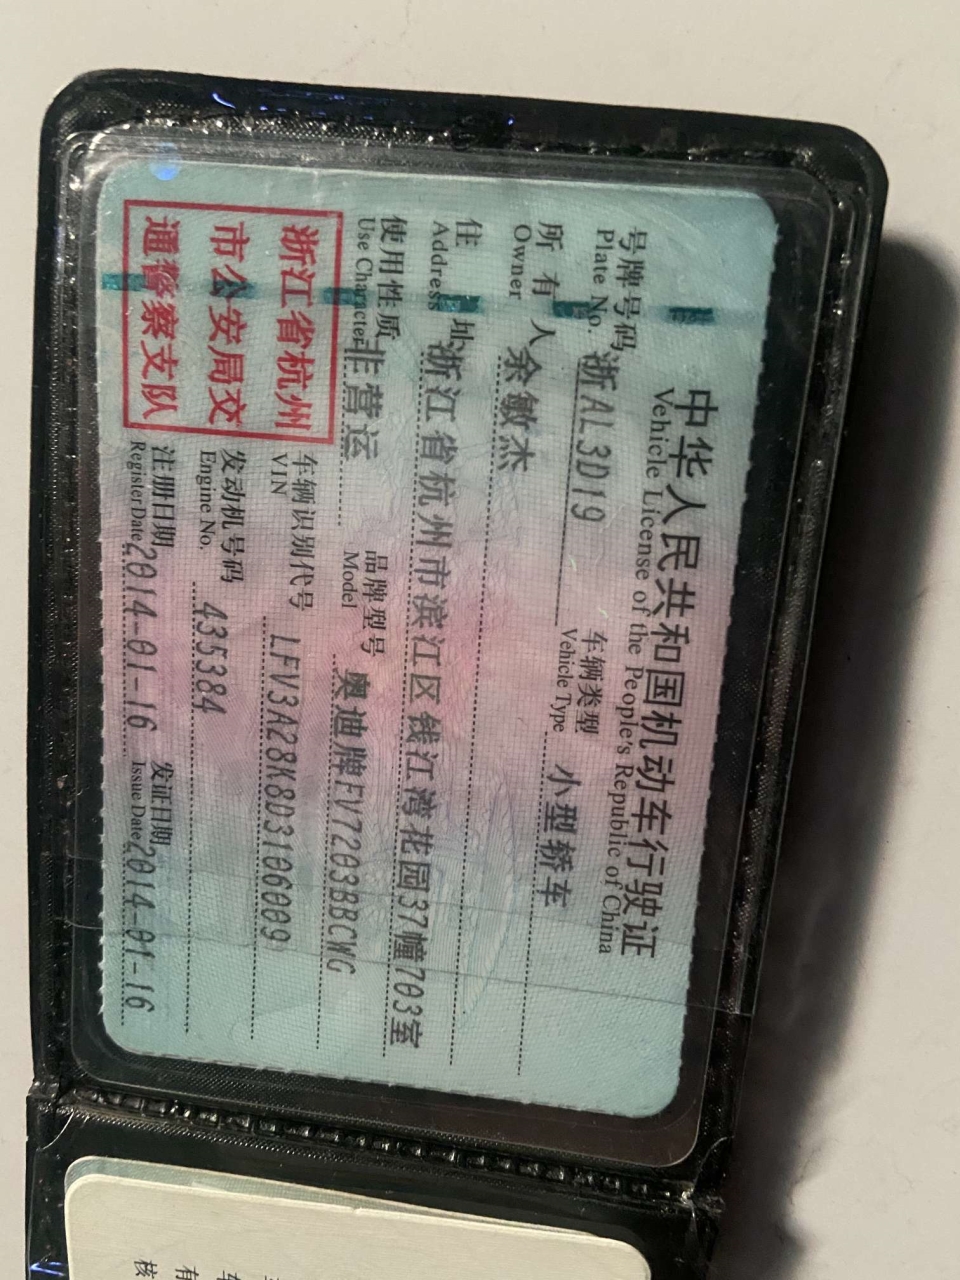 中华人民共和国机动车行驶证
Vehicle License of the People's Republic of China
号牌号码 浙AL3D19 车辆类型 小型轿车
Plate No. Vehicle Type
所有人 余敏杰
Owner
住址 浙江省杭州市滨江区钱江湾花园37幢703室
Address
使用性质 非营运 品牌型号 奥迪牌FV7203BBCWG
Use Character Model
浙江省杭州
市公安局交
通警察支队
车辆识别代号 LFV3A28K8D3106009
VIN
发动机号码 435384
Engine No.
注册日期 2014-01-16 发证日期 2014-01-16
Register Date Issue Date
有
核